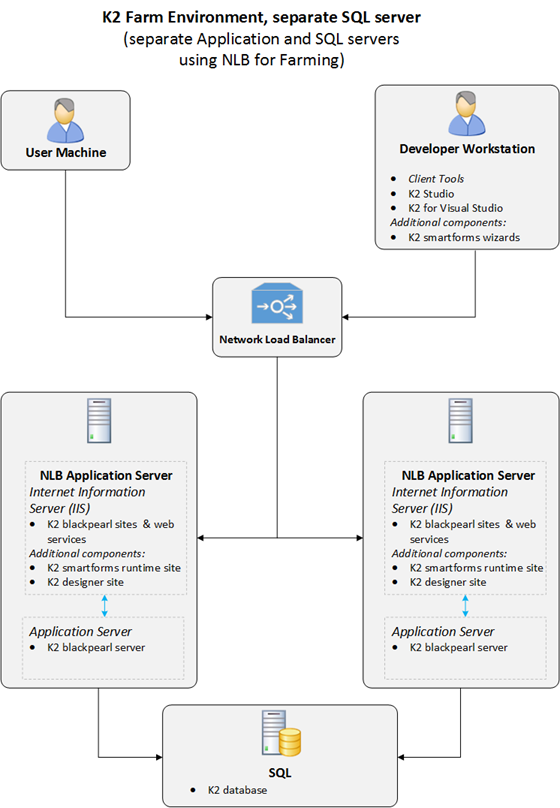 K2 Farm Environment, separate SQL server
(separate Application and SQL servers
using NLB for Farming)
User Machine
Developer Workstation
• Client Tools
• K2 Studio
• K2 for Visual Studio
Additional components:
• K2 smartforms wizards
Network Load Balancer
NLB Application Server
Internet Information
Server (IIS)
• K2 blackpearl sites & web
services
Additional components:
• K2 smartforms runtime site
• K2 designer site
Application Server
• K2 blackpearl server
NLB Application Server
Internet Information
Server (IIS)
• K2 blackpearl sites & web
services
Additional components:
• K2 smartforms runtime site
• K2 designer site
Application Server
• K2 blackpearl server
SQL
• K2 database